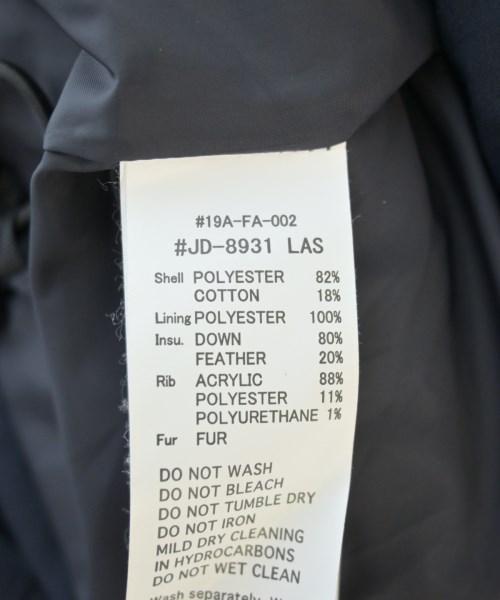 #19A-FA-002
#JD-8931 LAS
Shell POLYESTER 82%
COTTON 18%
Lining POLYESTER 100%
Insu. DOWN 80%
FEATHER 20%
Rib ACRYLIC 88%
POLYESTER 11%
POLYURETHANE 1%
Fur FUR
DO NOT WASH
DO NOT BLEACH
DO NOT TUMBLE DRY
DO NOT IRON
MILD DRY CLEANING
IN HYDROCARBONS
DO NOT WET CLEAN
Wash separately.